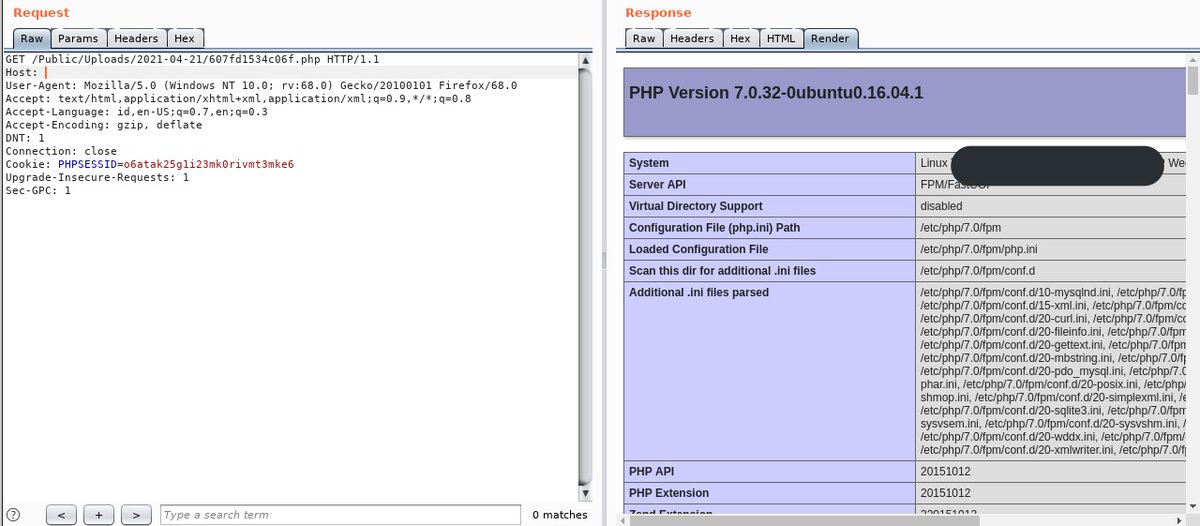 Request
Raw Params Headers Hex
GET /Public/Uploads/2021-04-21/607fd1534c06f.php HTTP/1.1
Host:
User-Agent: Mozilla/5.0 (Windows NT 10.0; rv:68.0) Gecko/20100101 Firefox/68.0
Accept: text/html,application/xhtml+xml,application/xml;q=0.9,*/*;q=0.8
Accept-Language: id,en-US;q=0.7,en;q=0.3
Accept-Encoding: gzip, deflate
DNT: 1
Connection: close
Cookie: PHPSESSID=o6atak25g1i23mk0rivmt3mke6
Upgrade-Insecure-Requests: 1
Sec-GPC: 1
? < + > Type a search term 0 matches
Response
Raw Headers Hex HTML Render
PHP Version 7.0.32-0ubuntu0.16.04.1
System Linux
Server API
Virtual Directory Support disabled
Configuration File (php.ini) Path /etc/php/7.0/fpm
Loaded Configuration File /etc/php/7.0/fpm/php.ini
Scan this dir for additional .ini files /etc/php/7.0/fpm/conf.d
Additional .ini files parsed /etc/php/7.0/fpm/conf.d/10-mysqlnd.ini, /etc/php/7.0/fp
/etc/php/7.0/fpm/conf.d/15-xml.ini, /etc/php/7.0/fpm/co
/etc/php/7.0/fpm/conf.d/20-curl.ini, /etc/php/7.0/fpm/co
/etc/php/7.0/fpm/conf.d/20-fileinfo.ini, /etc/php/7.0/fpm
/etc/php/7.0/fpm/conf.d/20-gettext.ini, /etc/php/7.0/fpm
/etc/php/7.0/fpm/conf.d/20-mbstring.ini, /etc/php/7.0/fp
/etc/php/7.0/fpm/conf.d/20-pdo_mysql.ini, /etc/php/7.0
phar.ini, /etc/php/7.0/fpm/conf.d/20-posix.ini, /etc/php/
shmop.ini, /etc/php/7.0/fpm/conf.d/20-simplexml.ini, /e
/etc/php/7.0/fpm/conf.d/20-sqlite3.ini, /etc/php/7.0/fpm
sysvsem.ini, /etc/php/7.0/fpm/conf.d/20-sysvshm.ini, /
/etc/php/7.0/fpm/conf.d/20-wddx.ini, /etc/php/7.0/fpm/
/etc/php/7.0/fpm/conf.d/20-xmlwriter.ini, /etc/php/7.0/f
PHP API 20151012
PHP Extension 20151012